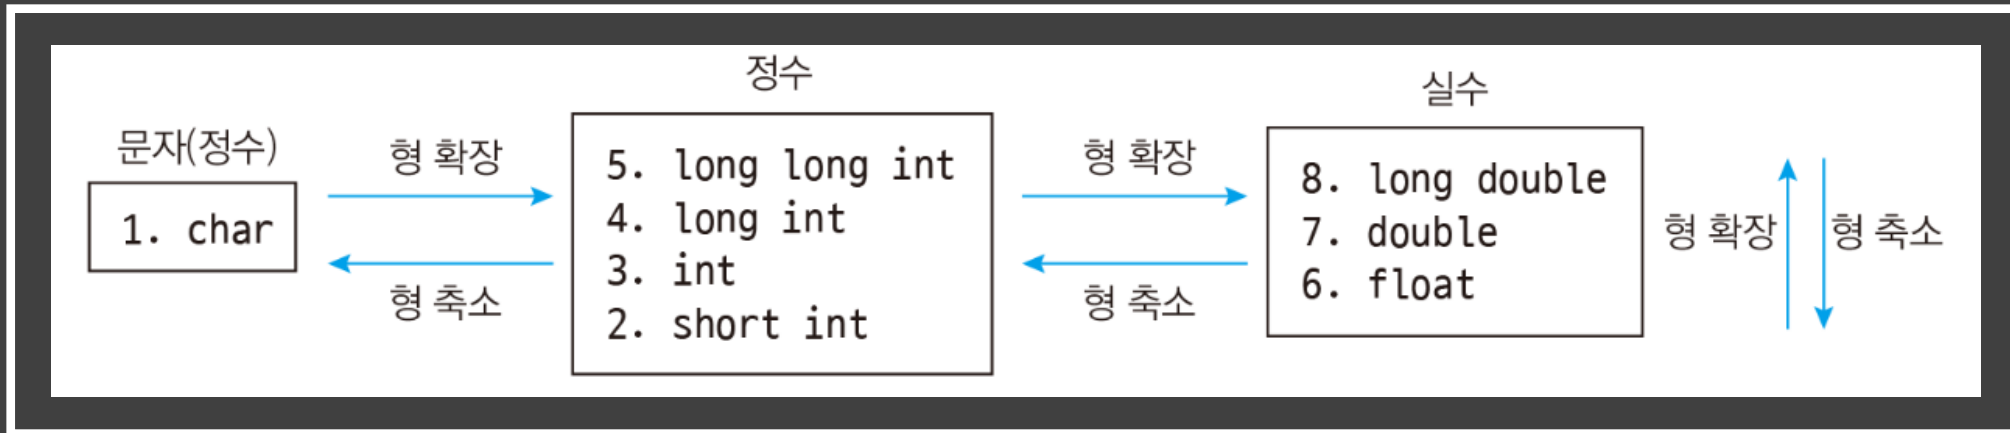 문자(정수)
1. char
형 확장
형 축소
정수
5. long long int
4. long int
3. int
2. short int
형 확장
형 축소
실수
8. long double
7. double
6. float
형 확장
형 축소